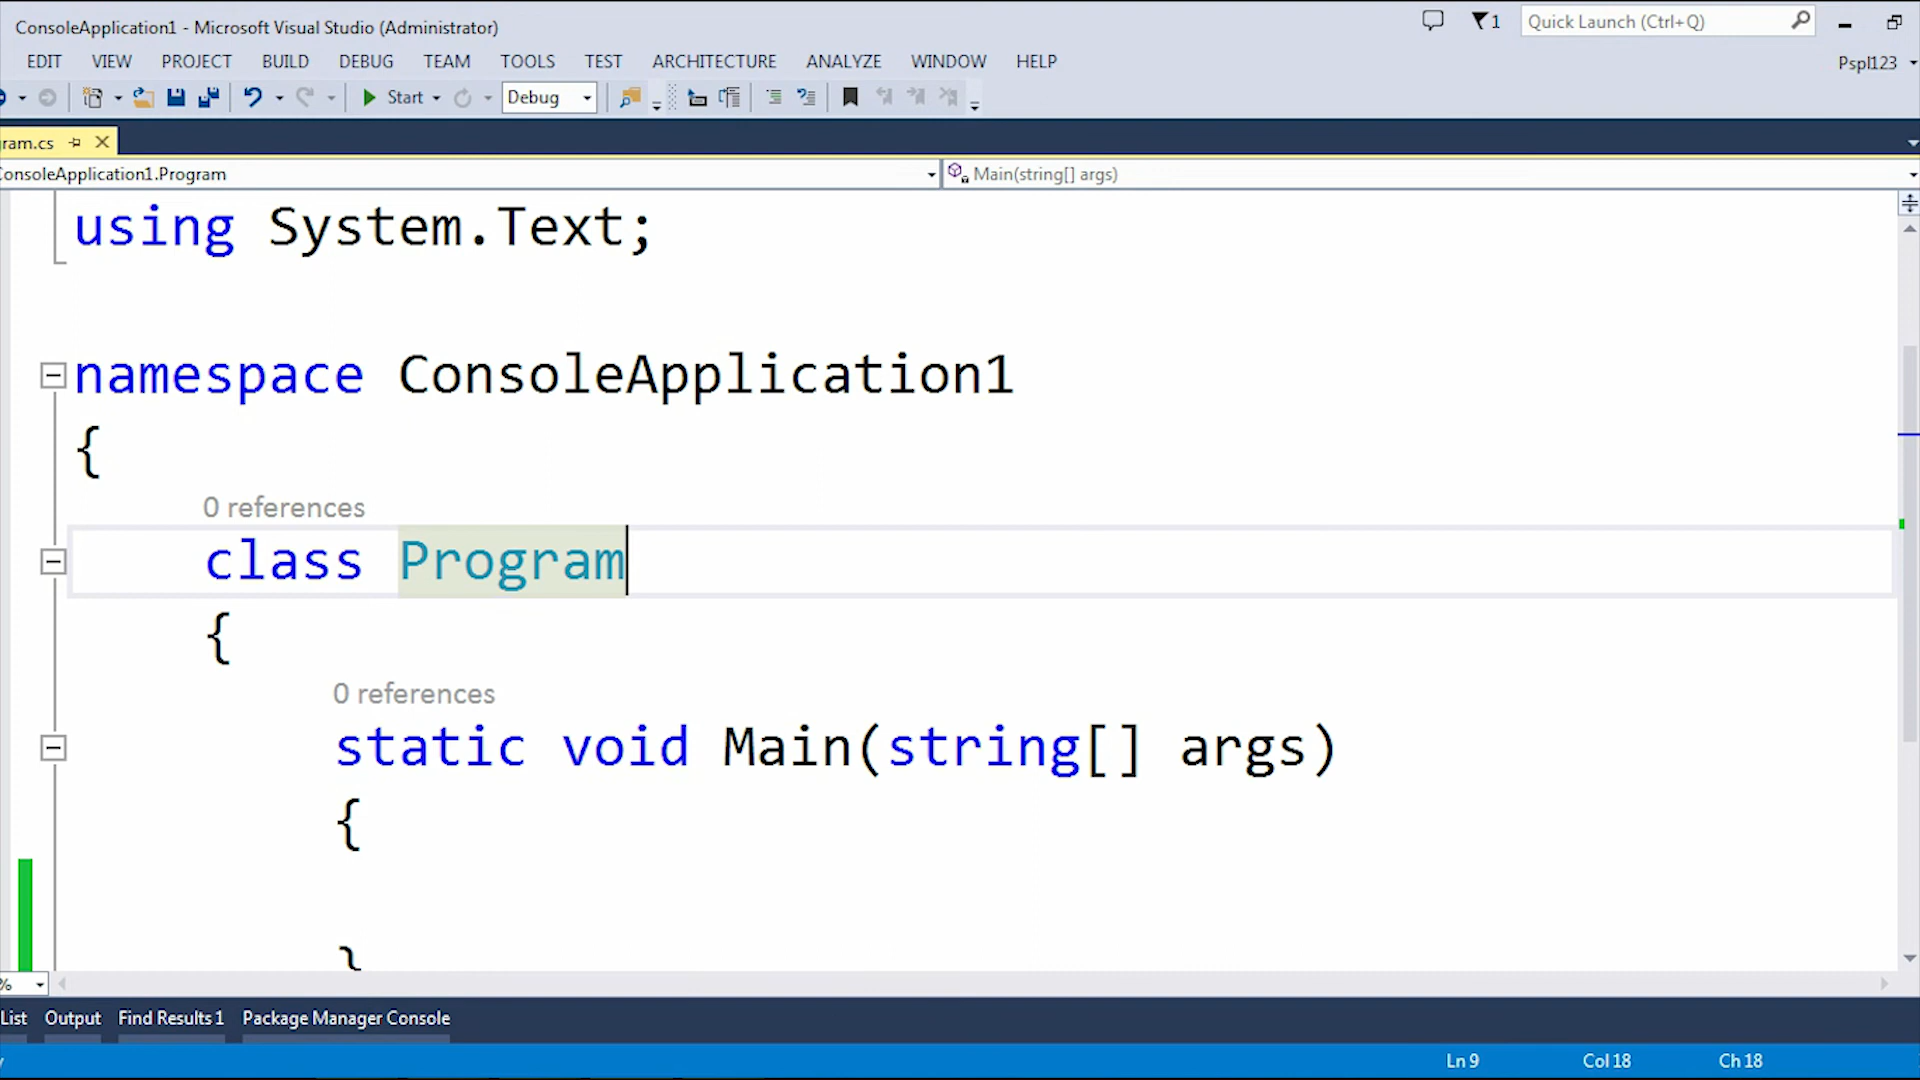 ConsoleApplication1 - Microsoft Visual Studio (Administrator)
1
Quick Launch (Ctrl+Q)
EDIT VIEW PROJECT BUILD DEBUG TEAM TOOLS TEST ARCHITECTURE ANALYZE WINDOW HELP
Pspl123
Start
Debug
ram.cs
onsoleApplication1.Program
Main(string[] args)
using System.Text;
namespace ConsoleApplication1
{
0 references
class Program
{
0 references
static void Main(string[] args)
{
}
%
List Output Find Results 1 Package Manager Console
Ln 9 Col 18 Ch 18